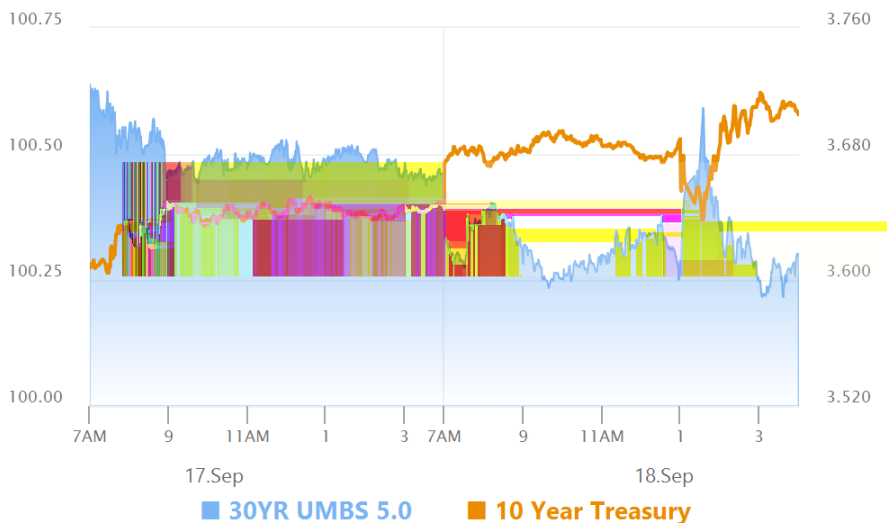 100.75 3.760
100.50 3.680
100.25 3.600
100.00 3.520
7AM 9 11AM 1 3 7AM 9 11AM 1 3
17.Sep 18.Sep
30YR UMBS 5.0 10 Year Treasury